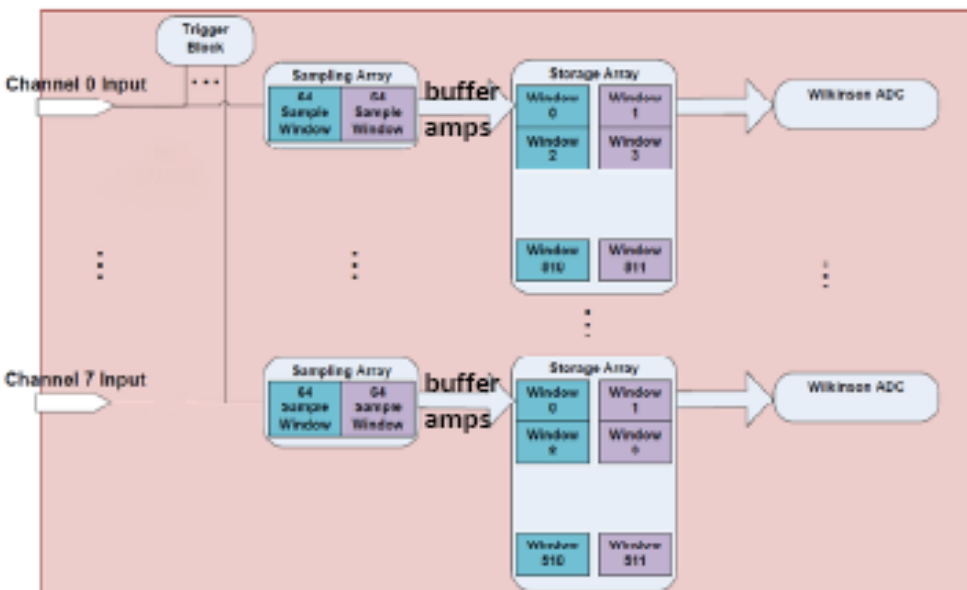 Trigger
Block
Channel 0 Input
Sampling Array
64
Sample
Window
64
Sample
Window
buffer
amps
Storage Array
Window
0
Window
1
Window
2
Window
3
Window
Window
Wilkinson ADC
Channel 7 Input
Sampling Array
64
Sample
Window
64
Sample
Window
buffer
amps
Storage Array
Window
0
Window
1
Window
Window
Window
510
Window
511
Wilkinson ADC